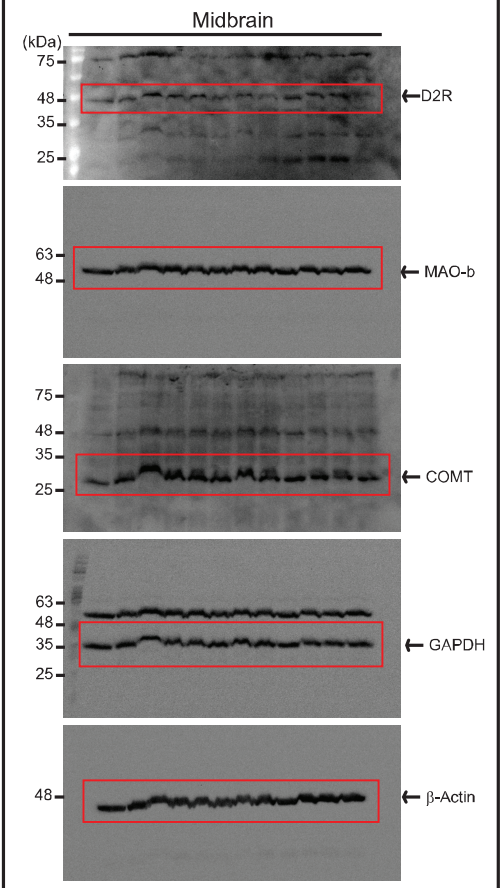 Midbrain
(kDa)
75
48
35
25
D2R
63
48
MAO-b
75
48
35
25
COMT
63
48
35
25
GAPDH
48
β-Actin